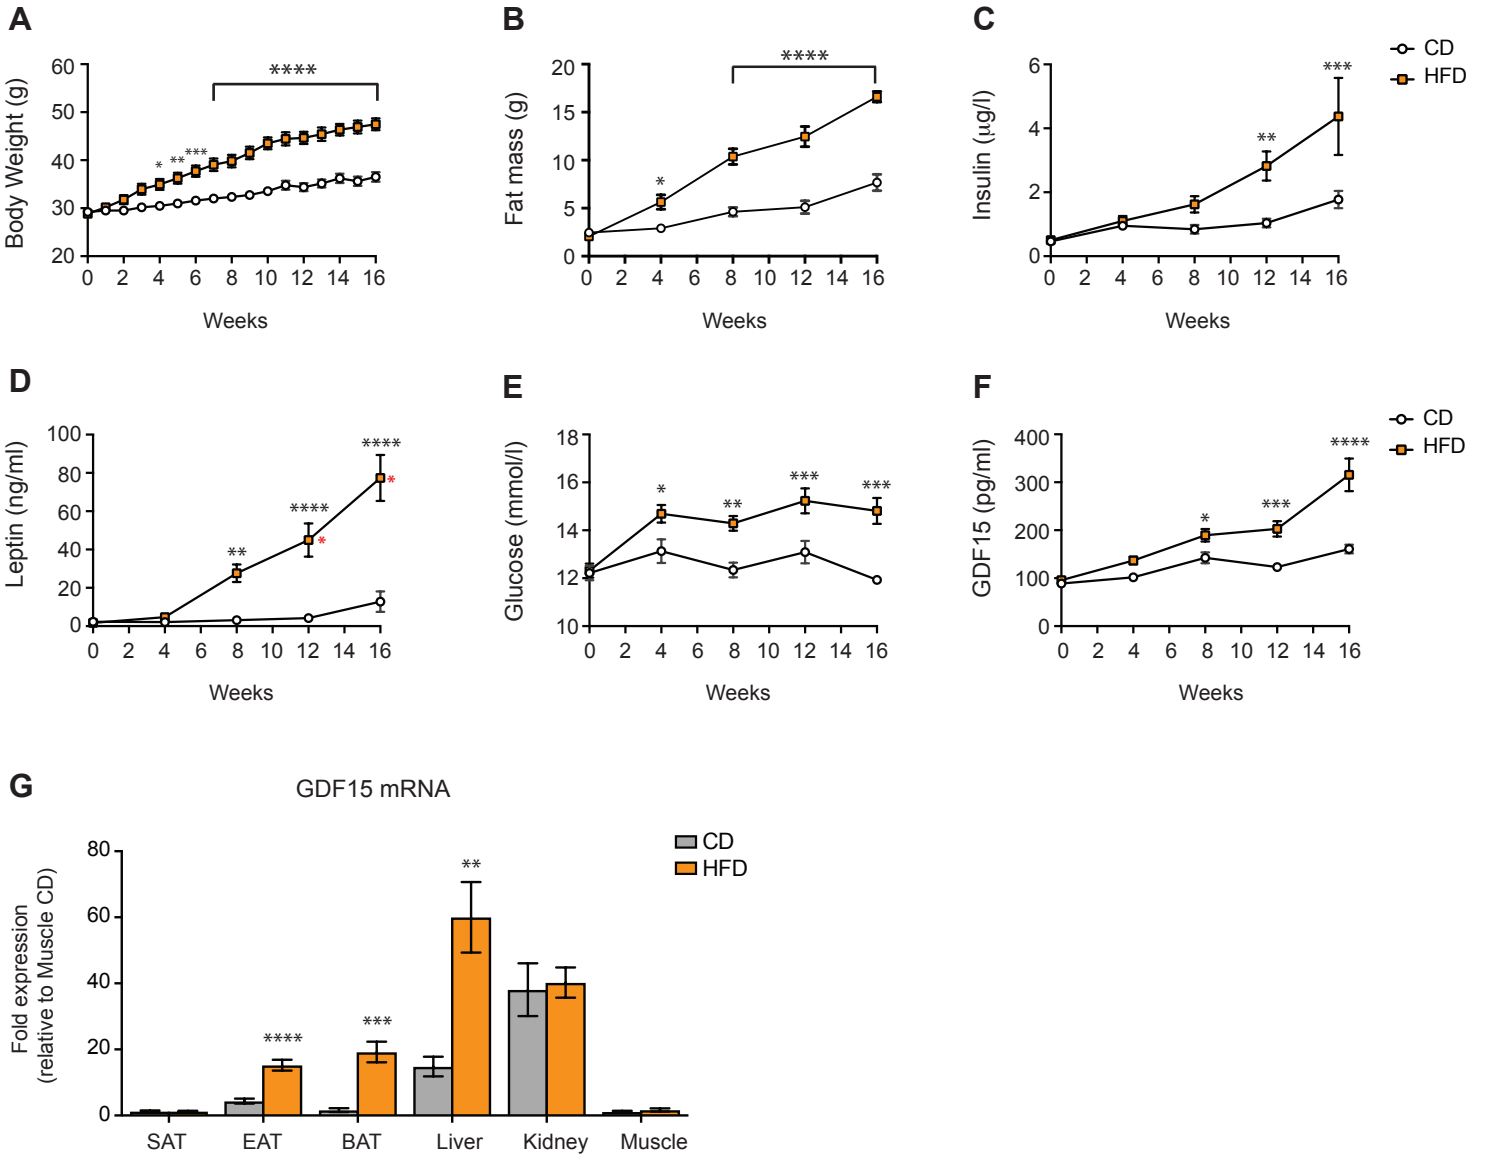 A
Body Weight (g)
60
50
40
30
20
* ** *** ****
0 2 4 6 8 10 12 14 16
Weeks
B
Fat mass (g)
20
15
10
5
0
* ****
0 2 4 6 8 10 12 14 16
Weeks
C
Insulin (µg/l)
6
4
2
0
** ***
0 2 4 6 8 10 12 14 16
Weeks
CD
HFD
D
Leptin (ng/ml)
100
80
60
40
20
0
** **** ****
* *
0 2 4 6 8 10 12 14 16
Weeks
E
Glucose (mmol/l)
18
16
14
12
10
* ** *** ***
0 2 4 6 8 10 12 14 16
Weeks
F
GDF15 (pg/ml)
400
300
200
100
0
* *** ****
0 2 4 6 8 10 12 14 16
Weeks
CD
HFD
G
GDF15 mRNA
Fold expression
(relative to Muscle CD)
80
60
40
20
0
**** *** **
SAT EAT BAT Liver Kidney Muscle
CD
HFD